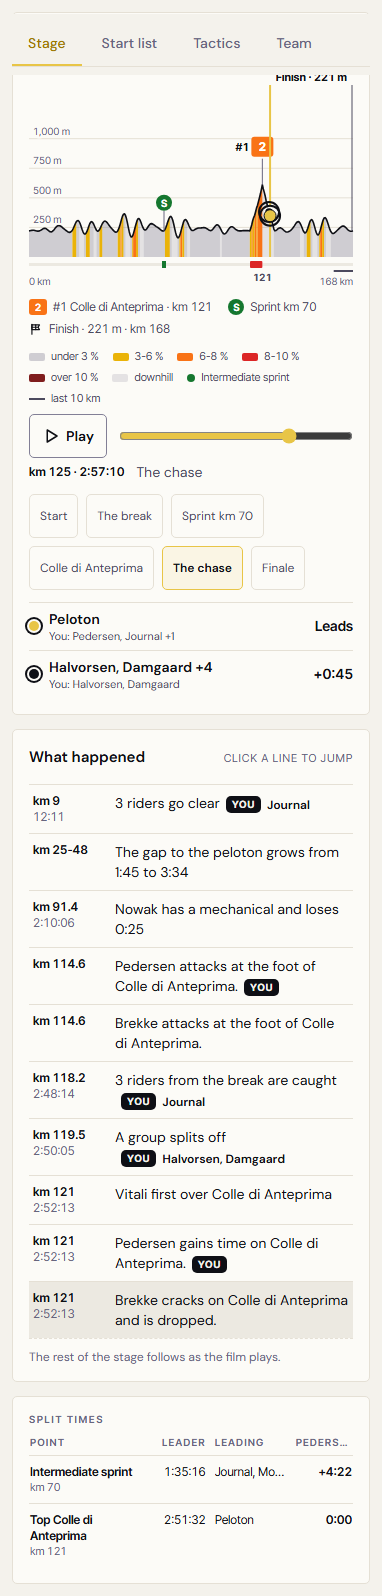 Stage Start list Tactics Team
Finish · 221 m
1,000 m
#1 2
750 m
500 m
S
250 m
0 km 121 168 km
2 #1 Colle di Anteprima · km 121 S Sprint km 70
Finish · 221 m · km 168
under 3 % 3-6 % 6-8 % 8-10 %
over 10 % downhill Intermediate sprint
last 10 km
Play
km 125 · 2:57:10 The chase
Start The break Sprint km 70
Colle di Anteprima The chase Finale
Peloton Leads
You: Pedersen, Journal +1
Halvorsen, Damgaard +4 +0:45
You: Halvorsen, Damgaard
What happened CLICK A LINE TO JUMP
km 9 3 riders go clear YOU Journal
12:11
km 25-48 The gap to the peloton grows from
1:45 to 3:34
km 91.4 Nowak has a mechanical and loses
2:10:06 0:25
km 114.6 Pedersen attacks at the foot of
Colle di Anteprima. YOU
km 114.6 Brekke attacks at the foot of Colle
di Anteprima.
km 118.2 3 riders from the break are caught
2:48:14 YOU Journal
km 119.5 A group splits off
2:50:05 YOU Halvorsen, Damgaard
km 121 Vitali first over Colle di Anteprima
2:52:13
km 121 Pedersen gains time on Colle di
2:52:13 Anteprima. YOU
km 121 Brekke cracks on Colle di Anteprima
2:52:13 and is dropped.
The rest of the stage follows as the film plays.
SPLIT TIMES
POINT LEADER LEADING PEDERS...
Intermediate sprint 1:35:16 Journal, Mo... +4:22
km 70
Top Colle di 2:51:32 Peloton 0:00
Anteprima
km 121